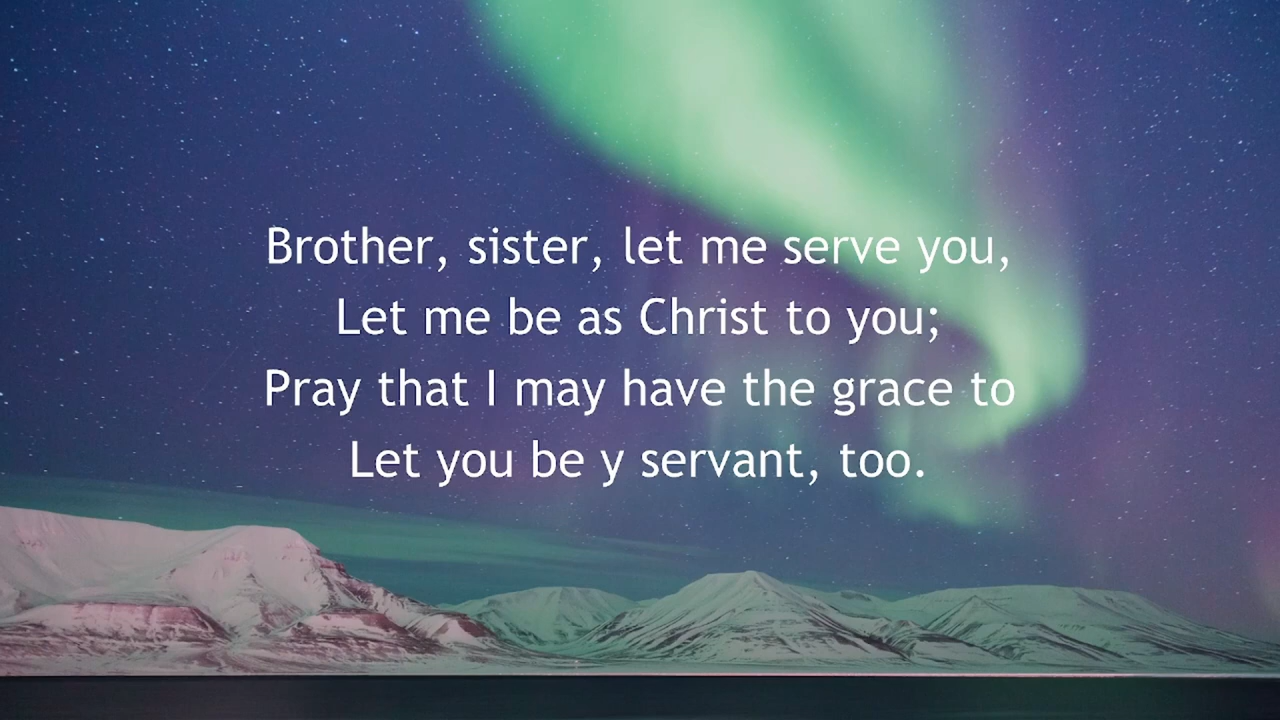 Brother, sister, let me serve you,
Let me be as Christ to you;
Pray that I may have the grace to
Let you be y servant, too.